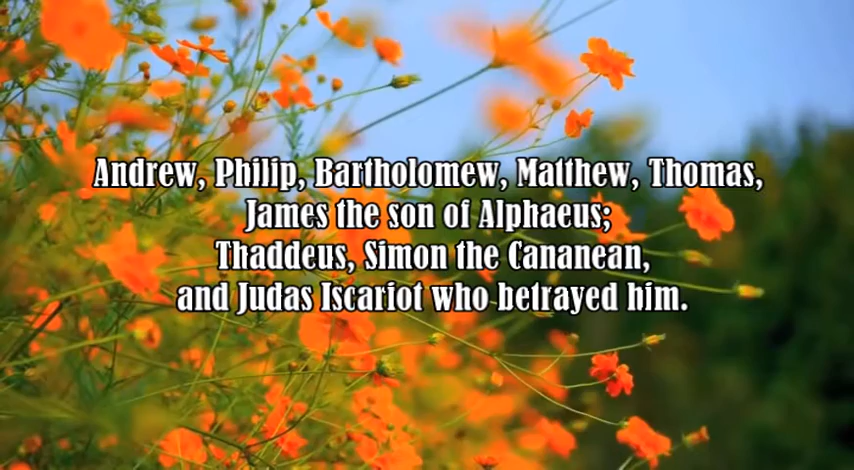 Andrew, Philip, Bartholomew, Matthew, Thomas,
James the son of Alphaeus;
Thaddeus, Simon the Cananean,
and Judas Iscariot who betrayed him.